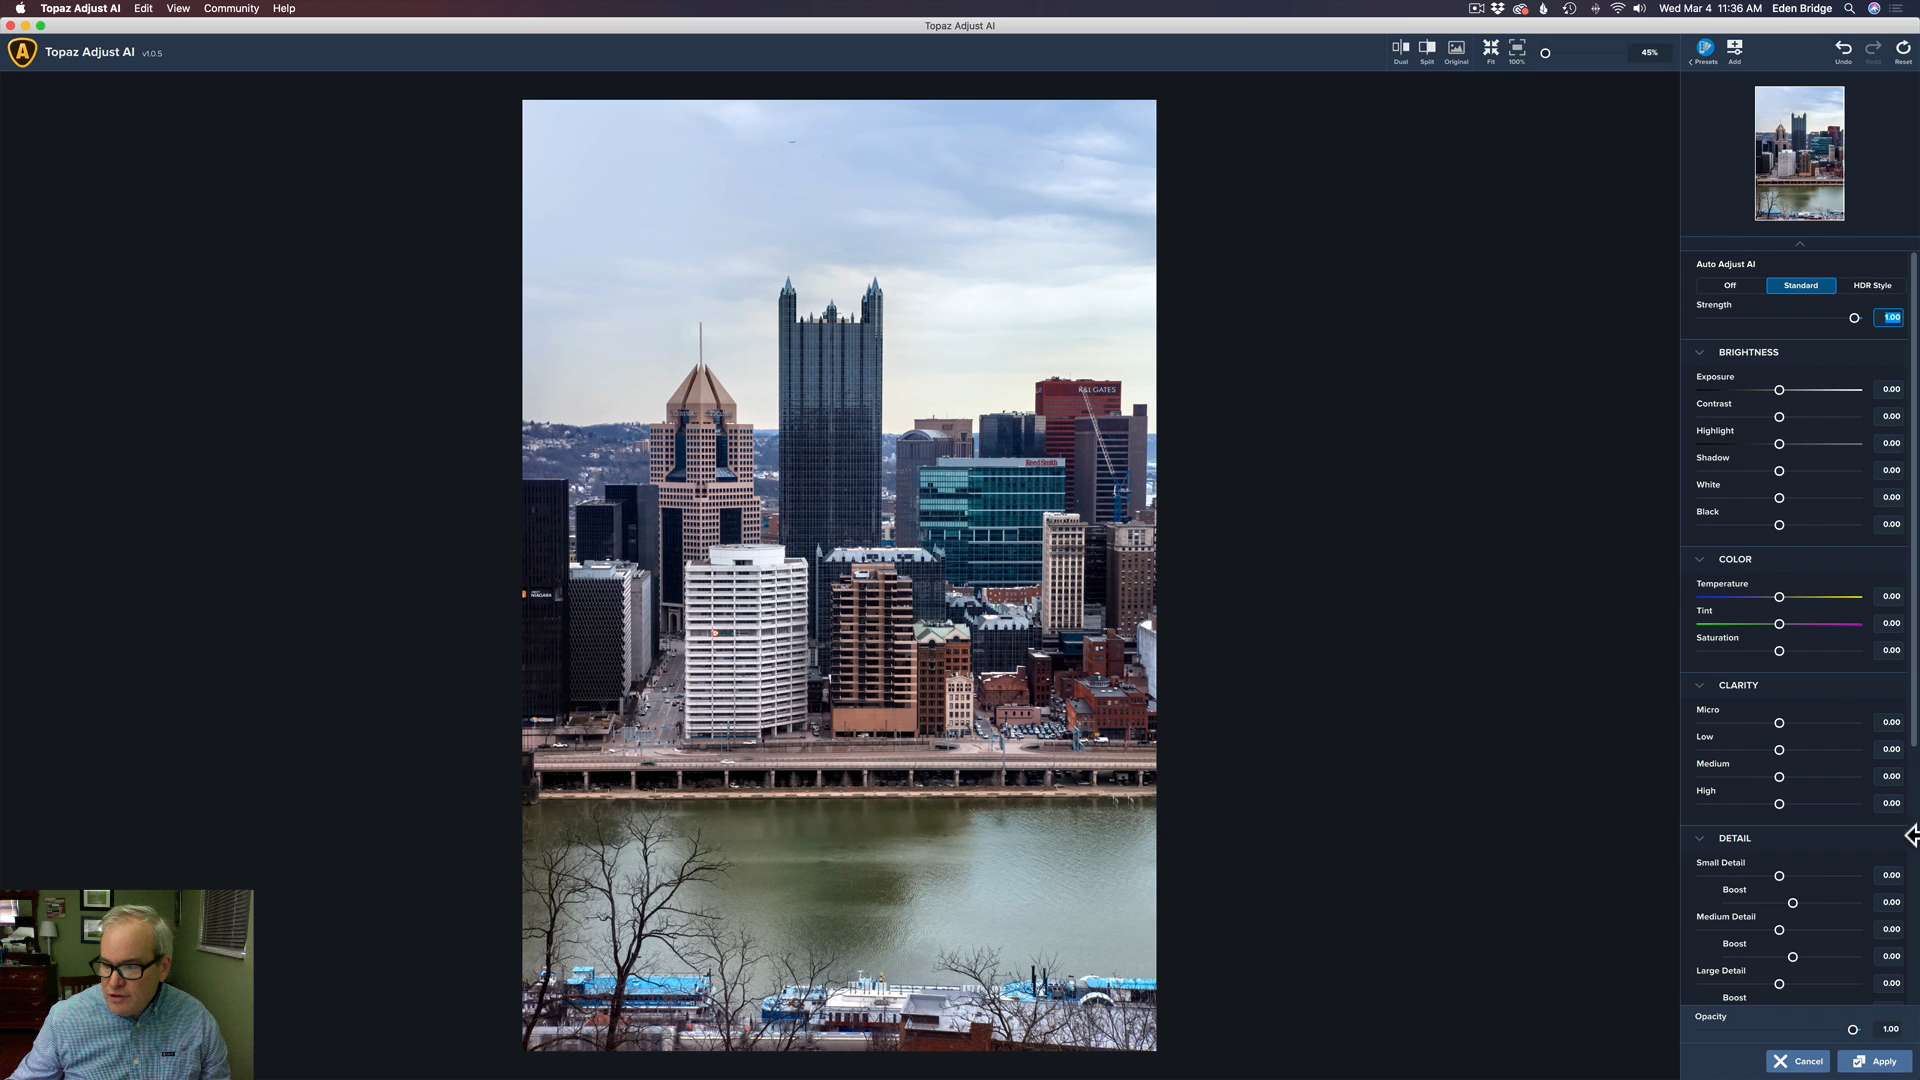 Topaz Adjust AI Edit View Community Help
Wed Mar 4 11:36 AM Eden Bridge
Topaz Adjust AI
Topaz Adjust AI v1.0.5
Dual Split Original Fit 100% 45% Presets Add Undo Redo Reset
Auto Adjust AI
Off Standard HDR Style
Strength
1.00
BRIGHTNESS
Exposure
0.00
Contrast
0.00
Highlight
0.00
Shadow
0.00
White
0.00
Black
0.00
COLOR
Temperature
0.00
Tint
0.00
Saturation
0.00
CLARITY
Micro
0.00
Low
0.00
Medium
0.00
High
0.00
DETAIL
Small Detail
0.00
Boost
0.00
Medium Detail
0.00
Boost
0.00
Large Detail
0.00
Boost
Opacity
1.00
Cancel Apply
K&L GATES
ReedSmith
NIAGARA